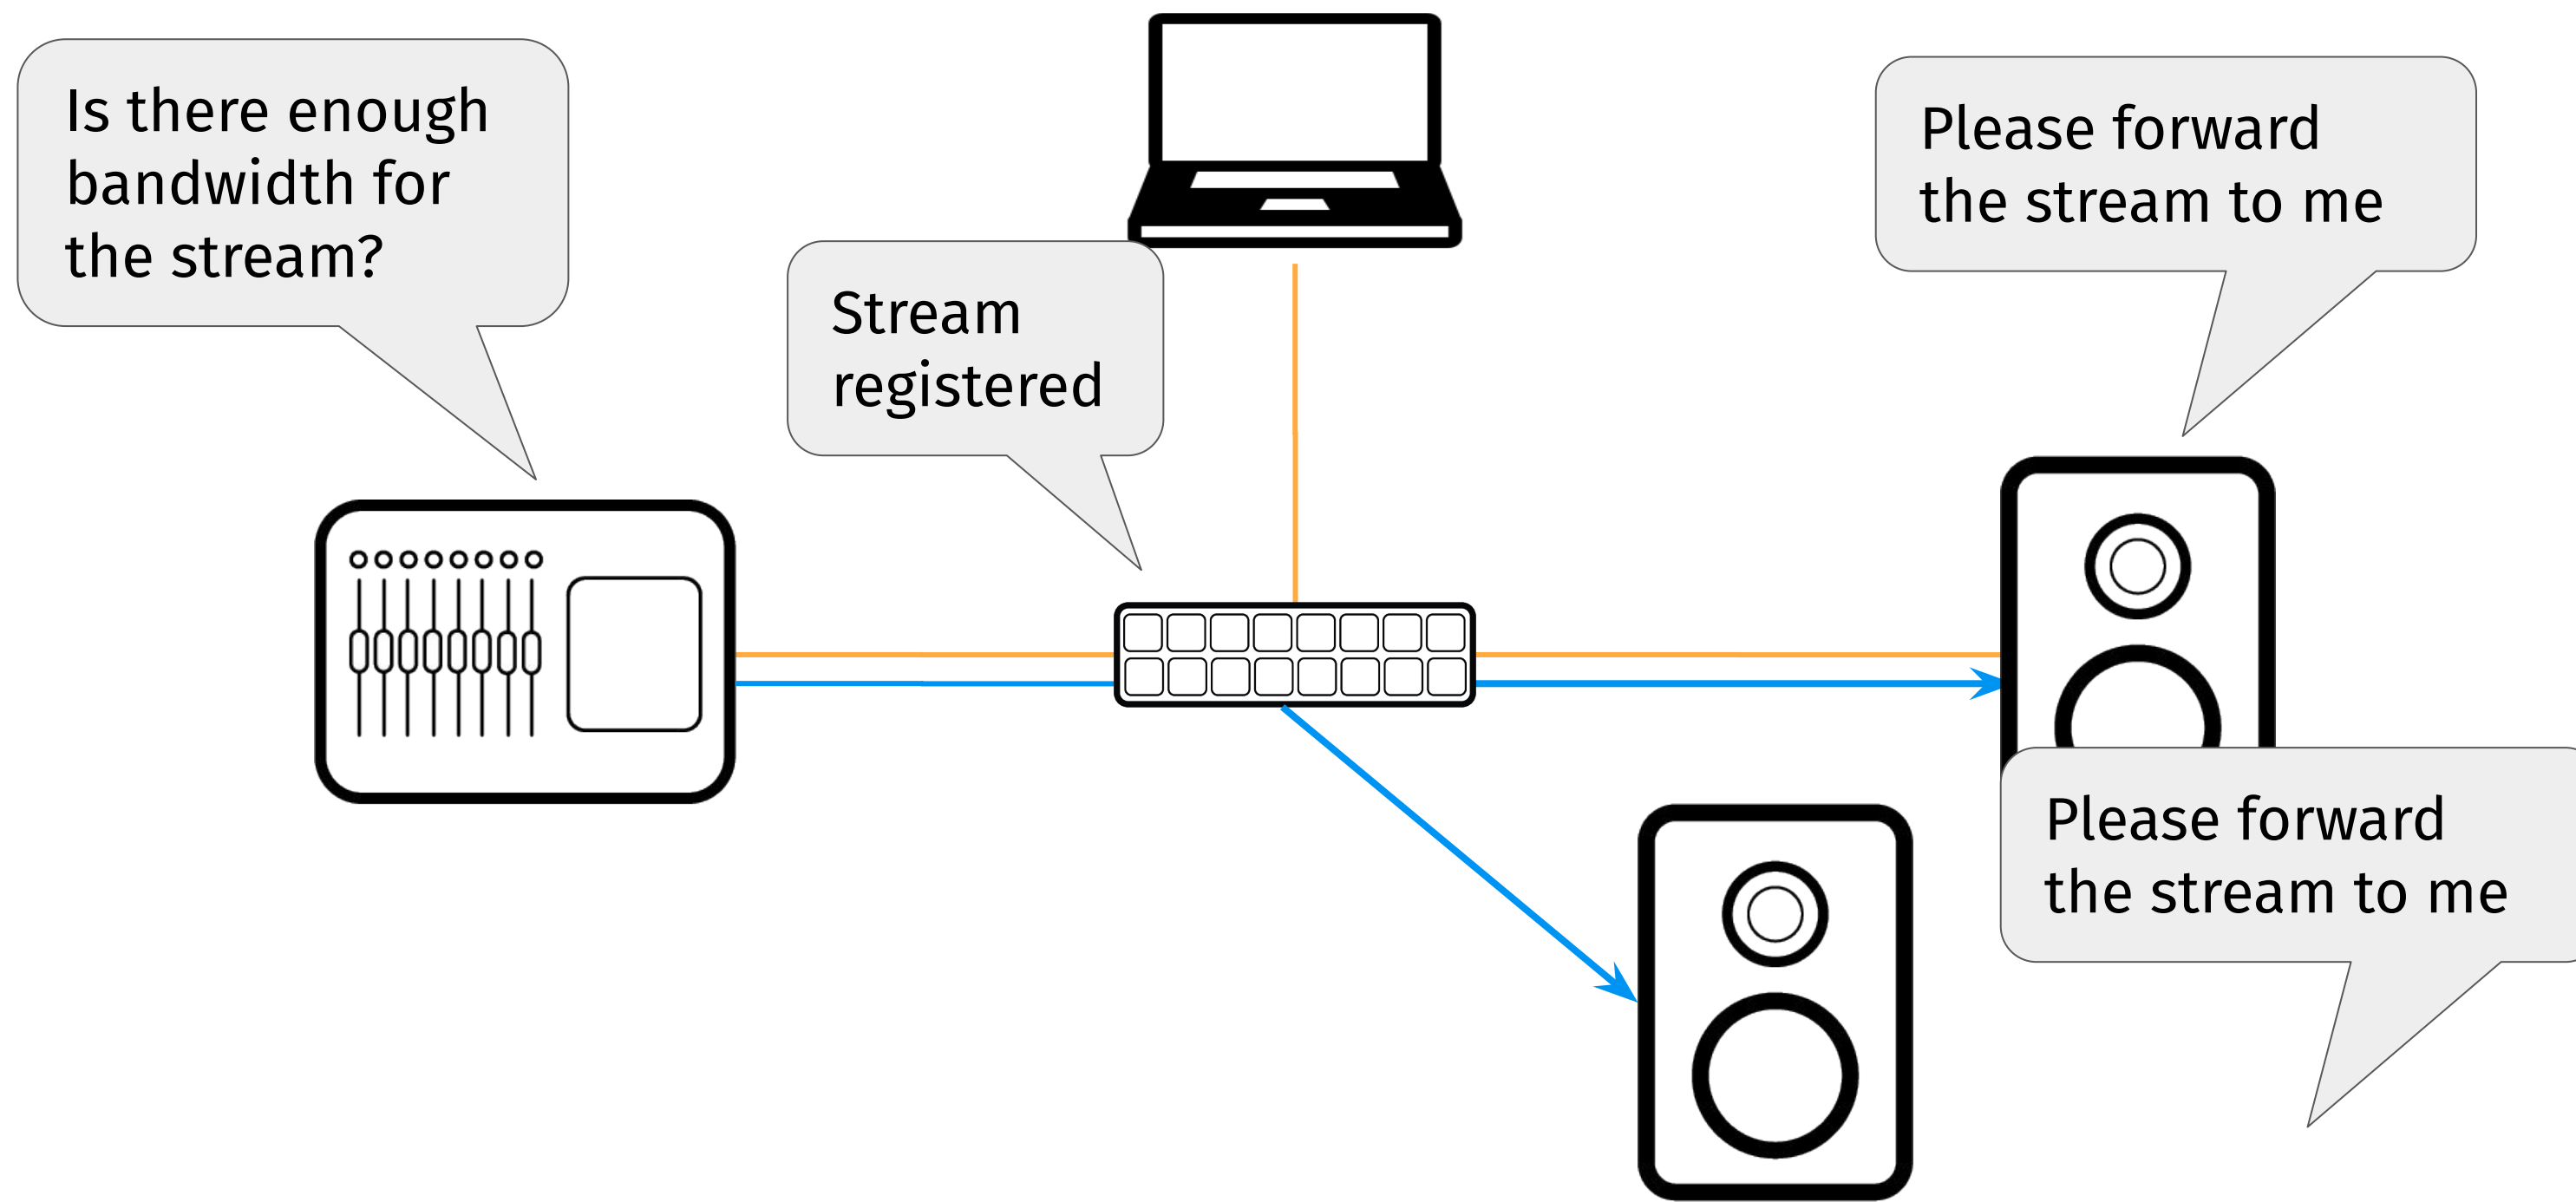 Is there enough
bandwidth for
the stream?
Stream
registered
Please forward
the stream to me
Please forward
the stream to me